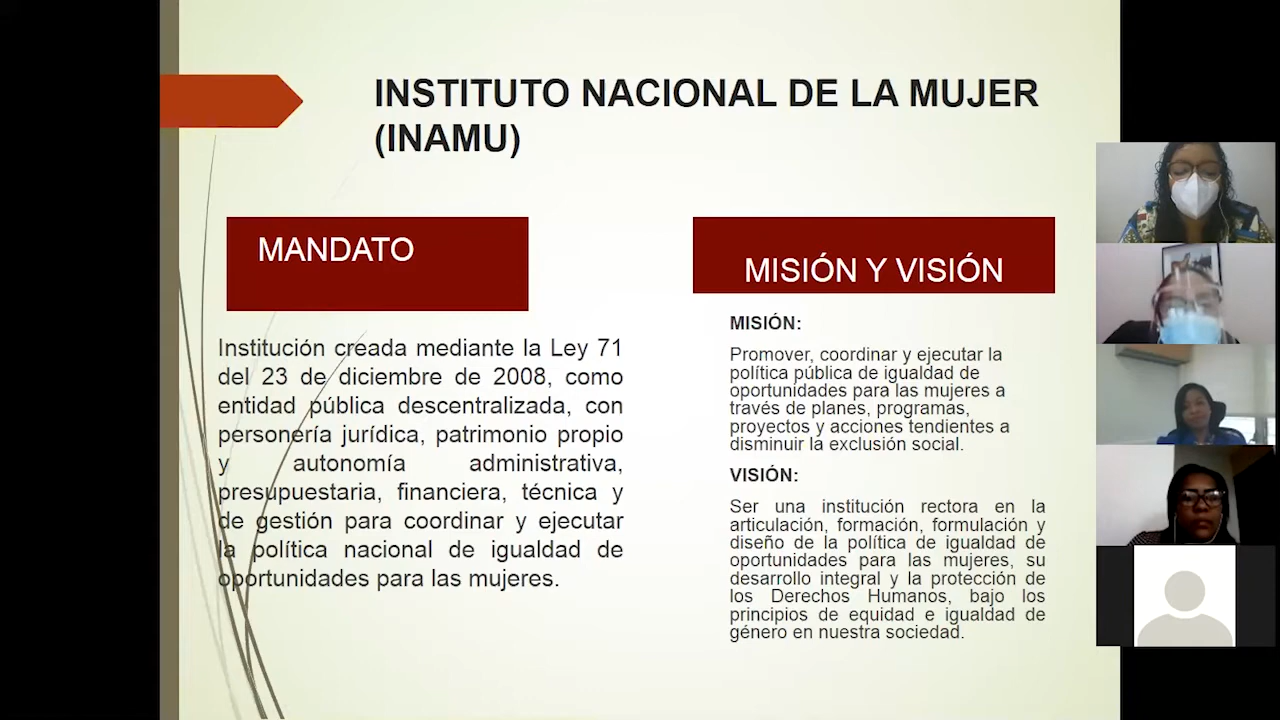 INSTITUTO NACIONAL DE LA MUJER
(INAMU)
MANDATO
Institución creada mediante la Ley 71
del 23 de diciembre de 2008, como
entidad pública descentralizada, con
personería jurídica, patrimonio propio
y autonomía administrativa,
presupuestaria, financiera, técnica y
de gestión para coordinar y ejecutar
la política nacional de igualdad de
oportunidades para las mujeres.
MISIÓN Y VISIÓN
MISIÓN:
Promover, coordinar y ejecutar la
política pública de igualdad de
oportunidades para las mujeres a
través de planes, programas,
proyectos y acciones tendientes a
disminuir la exclusión social.
VISIÓN:
Ser una institución rectora en la
articulación, formación, formulación y
diseño de la política de igualdad de
oportunidades para las mujeres, su
desarrollo integral y la protección de
los Derechos Humanos, bajo los
principios de equidad e igualdad de
género en nuestra sociedad.